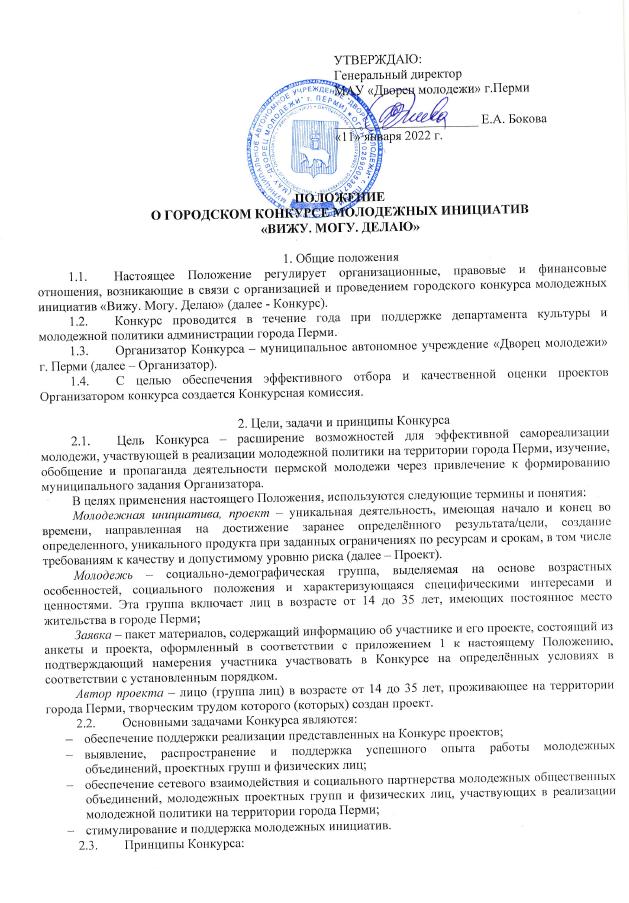 УТВЕРЖДАЮ:
Генеральный директор
МАУ «Дворец молодежи» г.Перми
Е.А. Бокова
«11» января 2022 г.
ПОЛОЖЕНИЕ
О ГОРОДСКОМ КОНКУРСЕ МОЛОДЕЖНЫХ ИНИЦИАТИВ
«ВИЖУ. МОГУ. ДЕЛАЮ»
1. Общие положения
1.1. Настоящее Положение регулирует организационные, правовые и финансовые
отношения, возникающие в связи с организацией и проведением городского конкурса молодежных
инициатив «Вижу. Могу. Делаю» (далее - Конкурс).
1.2. Конкурс проводится в течение года при поддержке департамента культуры и
молодежной политики администрации города Перми.
1.3. Организатор Конкурса – муниципальное автономное учреждение «Дворец молодежи»
г. Перми (далее – Организатор).
1.4. С целью обеспечения эффективного отбора и качественной оценки проектов
Организатором конкурса создается Конкурсная комиссия.
2. Цели, задачи и принципы Конкурса
2.1. Цель Конкурса – расширение возможностей для эффективной самореализации
молодежи, участвующей в реализации молодежной политики на территории города Перми, изучение,
обобщение и пропаганда деятельности пермской молодежи через привлечение к формированию
муниципального задания Организатора.
В целях применения настоящего Положения, используются следующие термины и понятия:
Молодежная инициатива, проект – уникальная деятельность, имеющая начало и конец во
времени, направленная на достижение заранее определённого результата/цели, создание
определенного, уникального продукта при заданных ограничениях по ресурсам и срокам, в том числе
требованиям к качеству и допустимому уровню риска (далее – Проект).
Молодежь – социально-демографическая группа, выделяемая на основе возрастных
особенностей, социального положения и характеризующаяся специфическими интересами и
ценностями. Эта группа включает лиц в возрасте от 14 до 35 лет, имеющих постоянное место
жительства в городе Перми;
Заявка – пакет материалов, содержащий информацию об участнике и его проекте, состоящий из
анкеты и проекта, оформленный в соответствии с приложением 1 к настоящему Положению,
подтверждающий намерения участника участвовать в Конкурсе на определённых условиях в
соответствии с установленным порядком.
Автор проекта – лицо (группа лиц) в возрасте от 14 до 35 лет, проживающее на территории
города Перми, творческим трудом которого (которых) создан проект.
2.2. Основными задачами Конкурса являются:
– обеспечение поддержки реализации представленных на Конкурс проектов;
– выявление, распространение и поддержка успешного опыта работы молодежных
объединений, проектных групп и физических лиц;
– обеспечение сетевого взаимодействия и социального партнерства молодежных общественных
объединений, молодежных проектных групп и физических лиц, участвующих в реализации
молодежной политики на территории города Перми;
– стимулирование и поддержка молодежных инициатив.
2.3. Принципы Конкурса: